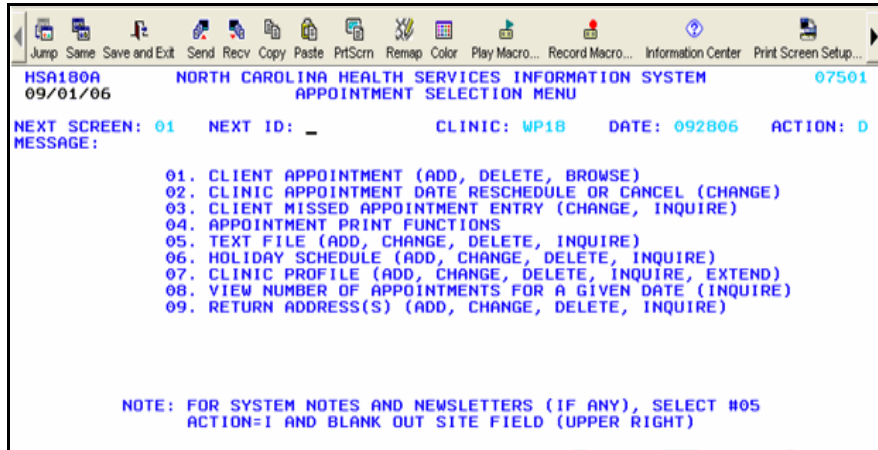 Jump Same Save and Exit Send Recv Copy Paste PrtScrn Remap Color Play Macro... Record Macro... Information Center Print Screen Setup...
HSA180A NORTH CAROLINA HEALTH SERVICES INFORMATION SYSTEM 07501
09/01/06 APPOINTMENT SELECTION MENU
NEXT SCREEN: 01 NEXT ID: _ CLINIC: WP18 DATE: 092806 ACTION: D
MESSAGE:
01. CLIENT APPOINTMENT (ADD, DELETE, BROWSE)
02. CLINIC APPOINTMENT DATE RESCHEDULE OR CANCEL (CHANGE)
03. CLIENT MISSED APPOINTMENT ENTRY (CHANGE, INQUIRE)
04. APPOINTMENT PRINT FUNCTIONS
05. TEXT FILE (ADD, CHANGE, DELETE, INQUIRE)
06. HOLIDAY SCHEDULE (ADD, CHANGE, DELETE, INQUIRE)
07. CLINIC PROFILE (ADD, CHANGE, DELETE, INQUIRE, EXTEND)
08. VIEW NUMBER OF APPOINTMENTS FOR A GIVEN DATE (INQUIRE)
09. RETURN ADDRESS(S) (ADD, CHANGE, DELETE, INQUIRE)
NOTE: FOR SYSTEM NOTES AND NEWSLETTERS (IF ANY), SELECT #05
ACTION=I AND BLANK OUT SITE FIELD (UPPER RIGHT)